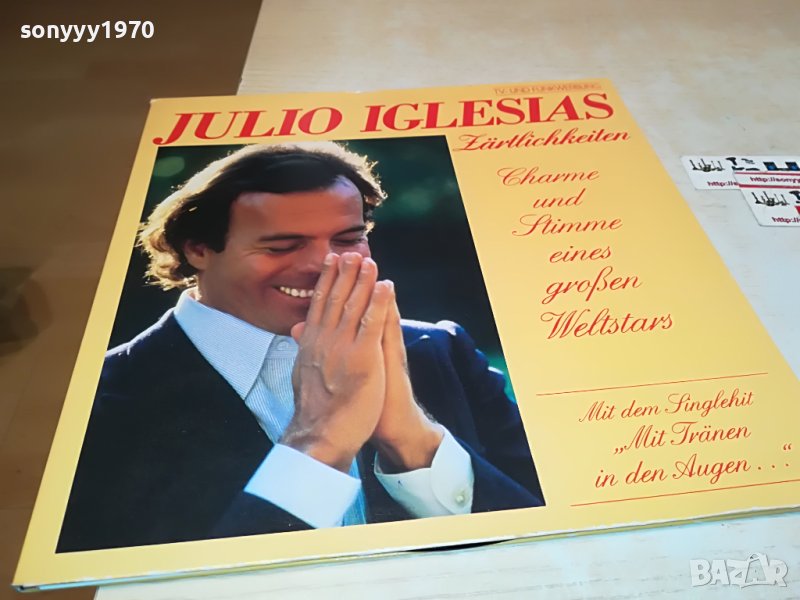 sonyyy1970
TV- UND FUNKWERBUNG
JULIO IGLESIAS
Zärtlichkeiten
Charme
und
Stimme
eines
großen
Weltstars
Mit dem Singlehit
„Mit Tränen
in den Augen . . .“
BAZAR